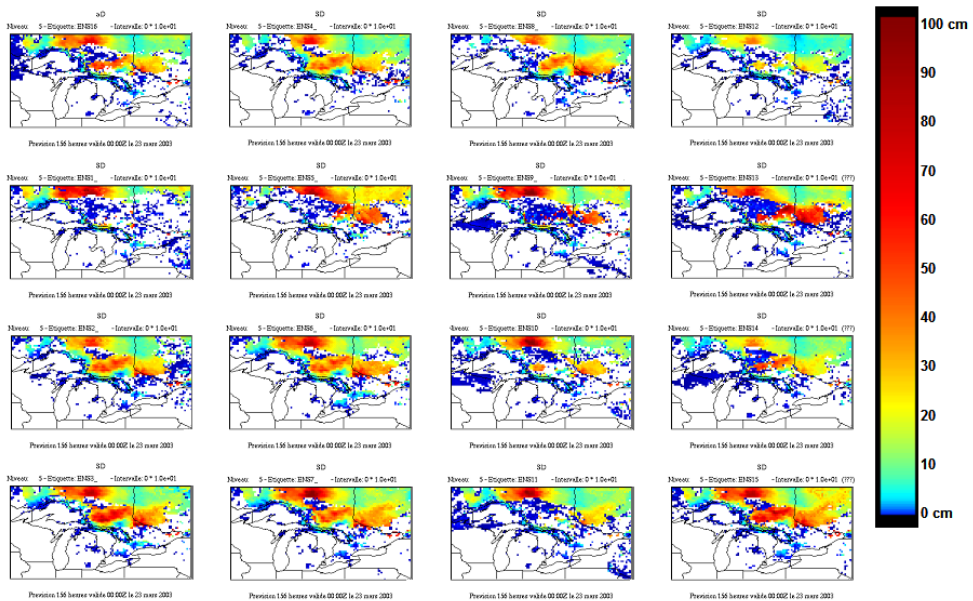 aD SD SD SD
Niveau 5 - Etiquette: ENS16 - Intervalle: 0 * 1.0e+01 Niveau 5 - Etiquette: ENS4_ - Intervalle: 0 * 1.0e+01 Niveau 5 - Etiquette: ENS8_ - Intervalle: 0 * 1.0e+01 Niveau 5 - Etiquette: ENS12 - Intervalle: 0 * 1.0e+01
Prevision 156 heures valide 00:00Z le 23 mars 2003 Prevision 156 heures valide 00:00Z le 23 mars 2003 Prevision 156 heures valide 00:00Z le 23 mars 2003 Prevision 156 heures valide 00:00Z le 23 mars 2003
SD SD SD SD
Niveau 5 - Etiquette: ENS1_ - Intervalle: 0 * 1.0e+01 Niveau 5 - Etiquette: ENS5_ - Intervalle: 0 * 1.0e+01 Niveau 5 - Etiquette: ENS9_ - Intervalle: 0 * 1.0e+01 Niveau 5 - Etiquette: ENS13 - Intervalle: 0 * 1.0e+01 (???)
Prevision 156 heures valide 00:00Z le 23 mars 2003 Prevision 156 heures valide 00:00Z le 23 mars 2003 Prevision 156 heures valide 00:00Z le 23 mars 2003 Prevision 156 heures valide 00:00Z le 23 mars 2003
SD SD SD SD
Niveau 5 - Etiquette: ENS2_ - Intervalle: 0 * 1.0e+01 Niveau 5 - Etiquette: ENS6_ - Intervalle: 0 * 1.0e+01 Niveau 5 - Etiquette: ENS10 - Intervalle: 0 * 1.0e+01 Niveau 5 - Etiquette: ENS14 - Intervalle: 0 * 1.0e+01 (???)
Prevision 156 heures valide 00:00Z le 23 mars 2003 Prevision 156 heures valide 00:00Z le 23 mars 2003 Prevision 156 heures valide 00:00Z le 23 mars 2003 Prevision 156 heures valide 00:00Z le 23 mars 2003
SD SD SD SD
Niveau 5 - Etiquette: ENS3_ - Intervalle: 0 * 1.0e+01 Niveau 5 - Etiquette: ENS7_ - Intervalle: 0 * 1.0e+01 Niveau 5 - Etiquette: ENS11 - Intervalle: 0 * 1.0e+01 Niveau 5 - Etiquette: ENS15 - Intervalle: 0 * 1.0e+01 (???)
Prevision 156 heures valide 00:00Z le 23 mars 2003 Prevision 156 heures valide 00:00Z le 23 mars 2003 Prevision 156 heures valide 00:00Z le 23 mars 2003 Prevision 156 heures valide 00:00Z le 23 mars 2003
100 cm
90
80
70
60
50
40
30
20
10
0 cm